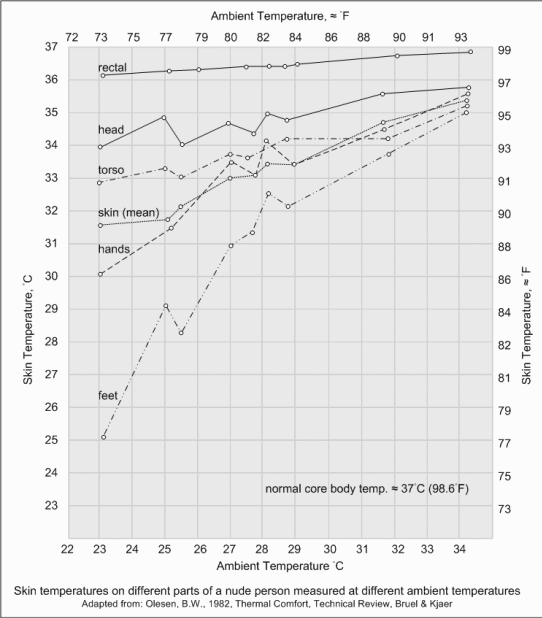 Ambient Temperature, ≈ ˚F
72 73 75 77 79 80 82 84 86 88 89 90 91 93
37
36
35
34
33
32
31
30
29
28
27
26
25
24
23
Skin Temperature, ˚C
rectal
head
torso
skin (mean)
hands
feet
normal core body temp. ≈ 37˚C (98.6˚F)
99
97
95
93
91
90
88
86
84
82
81
79
77
75
73
Skin Temperature, ≈ ˚F
22 23 24 25 26 27 28 29 30 31 32 33 34
Ambient Temperature ˚C
Skin temperatures on different parts of a nude person measured at different ambient temperatures
Adapted from: Olesen, B.W., 1982, Thermal Comfort, Technical Review, Bruel & Kjaer